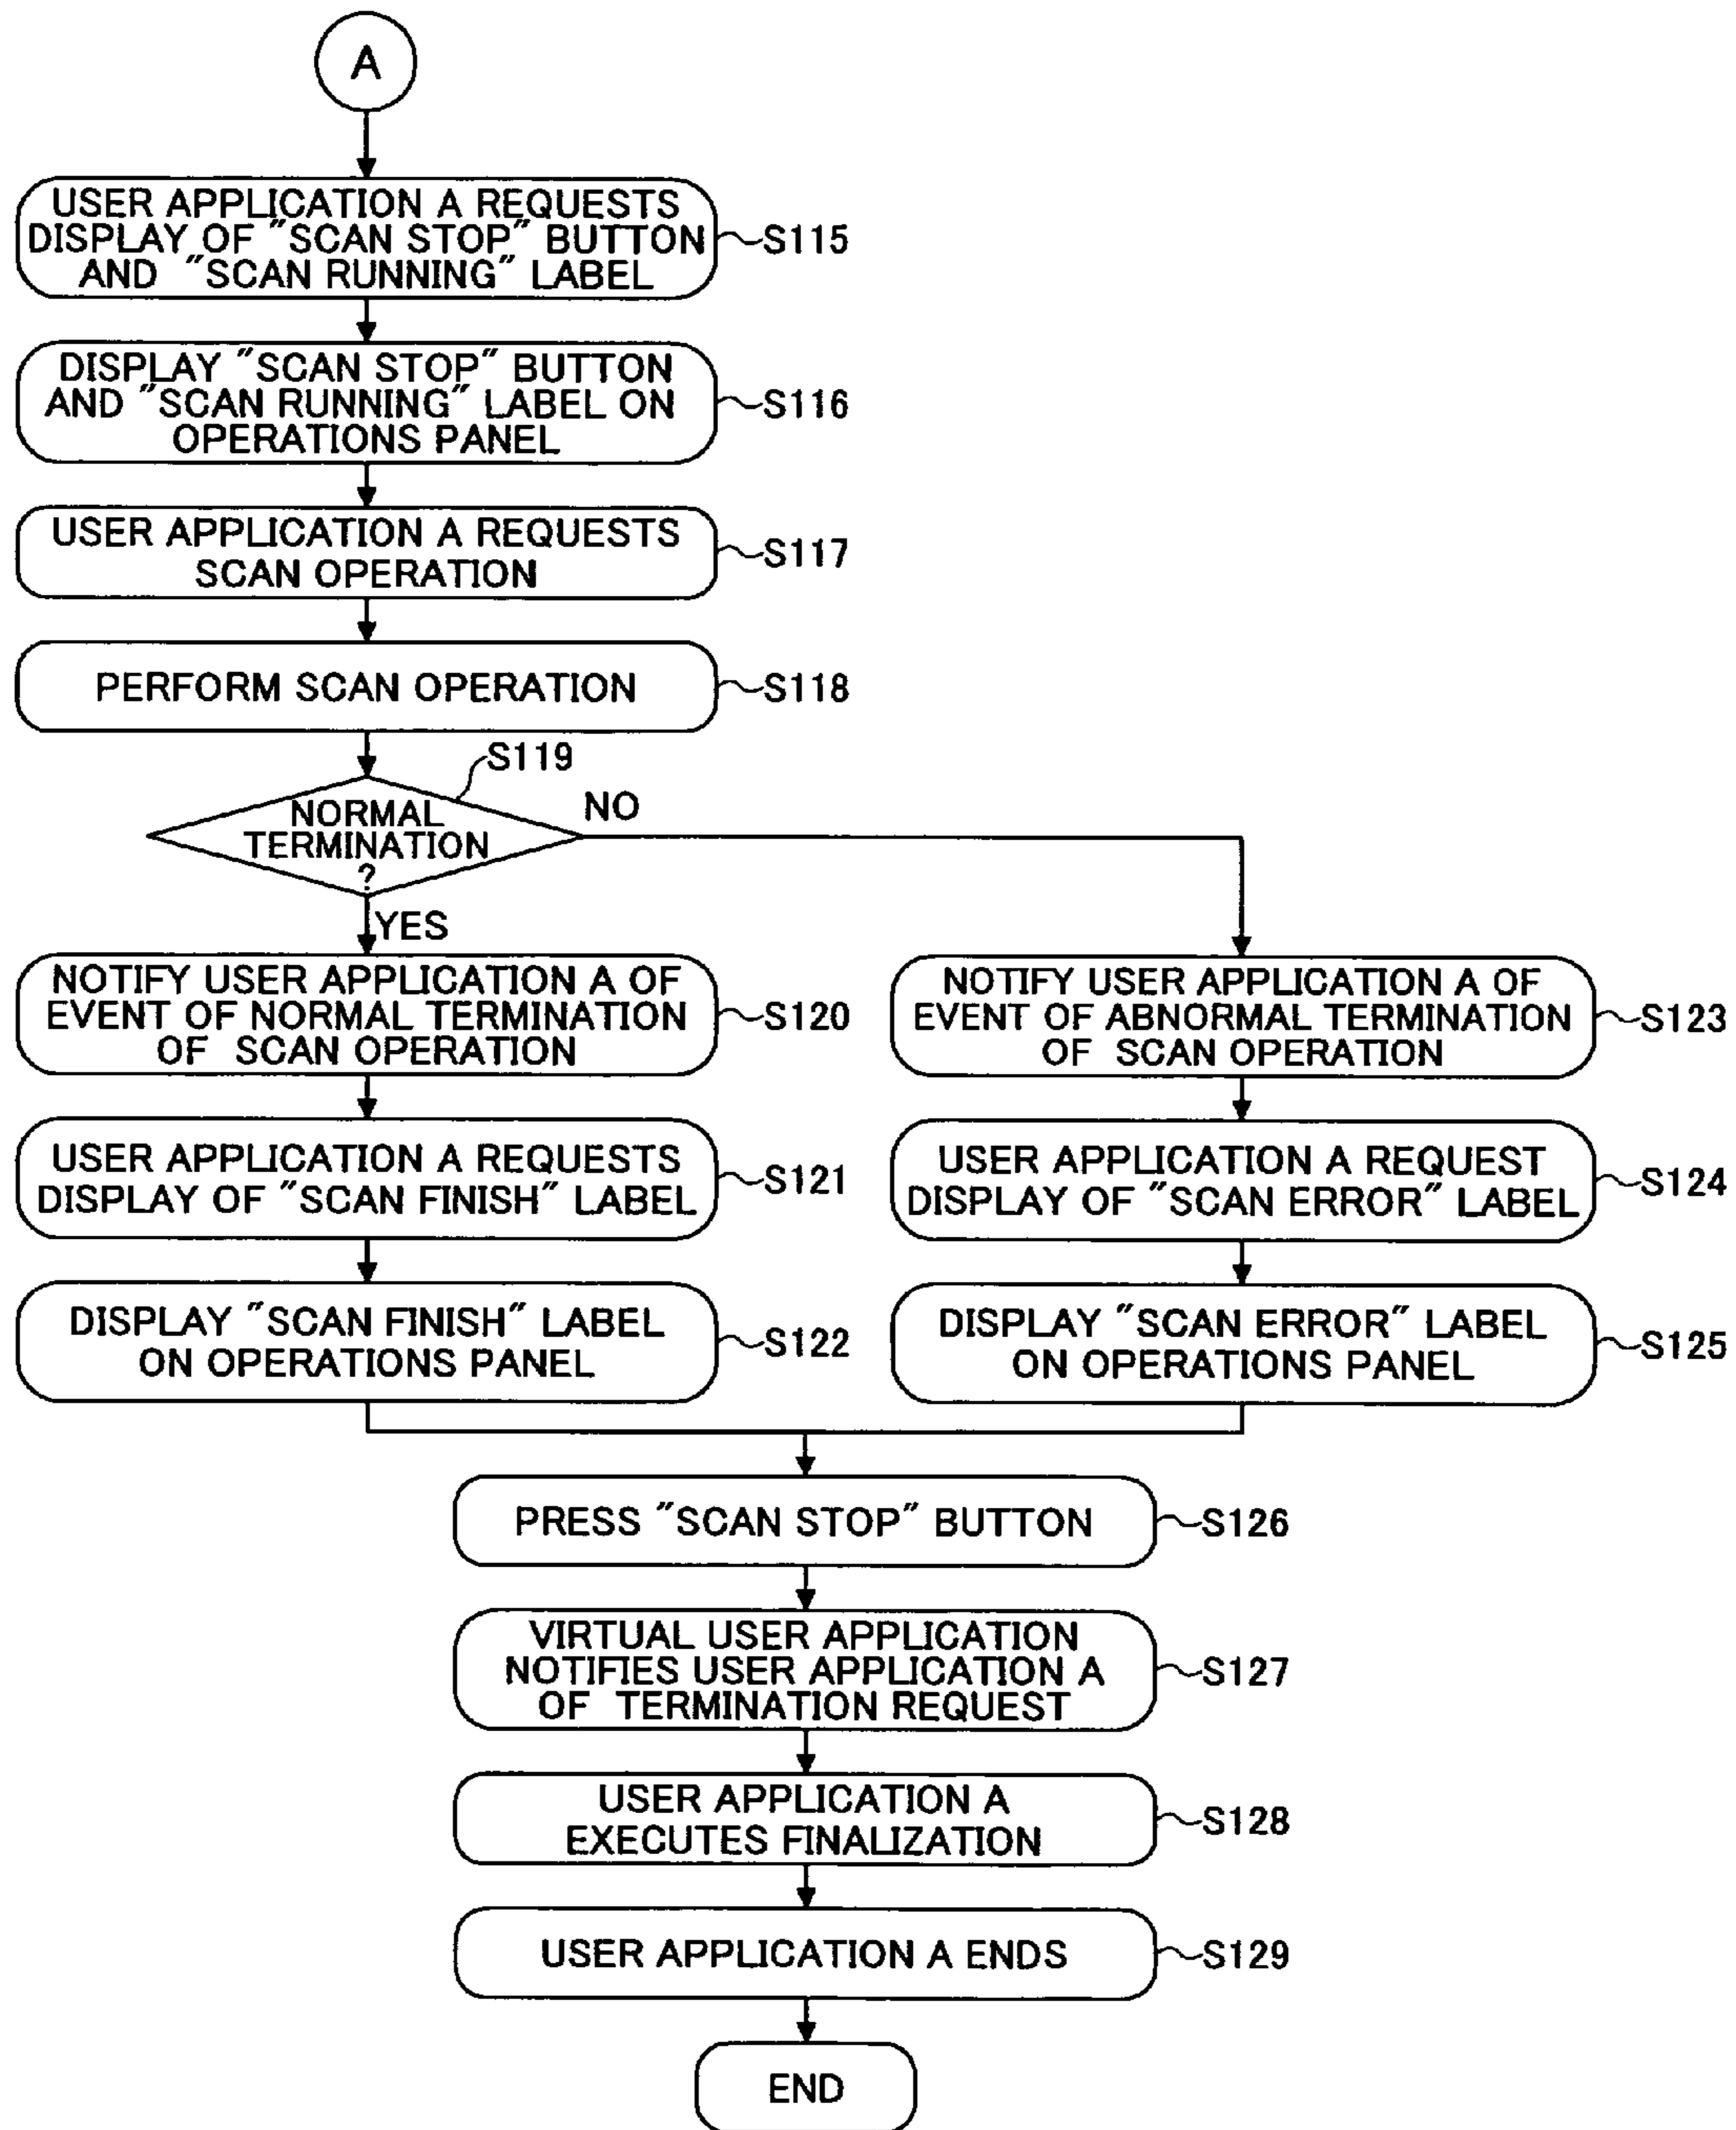 A
USER APPLICATION A REQUESTS
DISPLAY OF "SCAN STOP" BUTTON
AND "SCAN RUNNING" LABEL
S115
DISPLAY "SCAN STOP" BUTTON
AND "SCAN RUNNING" LABEL ON
OPERATIONS PANEL
S116
USER APPLICATION A REQUESTS
SCAN OPERATION
S117
PERFORM SCAN OPERATION
S118
S119
NORMAL
TERMINATION
?
NO
YES
NOTIFY USER APPLICATION A OF
EVENT OF NORMAL TERMINATION
OF SCAN OPERATION
S120
NOTIFY USER APPLICATION A OF
EVENT OF ABNORMAL TERMINATION
OF SCAN OPERATION
S123
USER APPLICATION A REQUESTS
DISPLAY OF "SCAN FINISH" LABEL
S121
USER APPLICATION A REQUEST
DISPLAY OF "SCAN ERROR" LABEL
S124
DISPLAY "SCAN FINISH" LABEL
ON OPERATIONS PANEL
S122
DISPLAY "SCAN ERROR" LABEL
ON OPERATIONS PANEL
S125
PRESS "SCAN STOP" BUTTON
S126
VIRTUAL USER APPLICATION
NOTIFIES USER APPLICATION A
OF TERMINATION REQUEST
S127
USER APPLICATION A
EXECUTES FINALIZATION
S128
USER APPLICATION A ENDS
S129
END